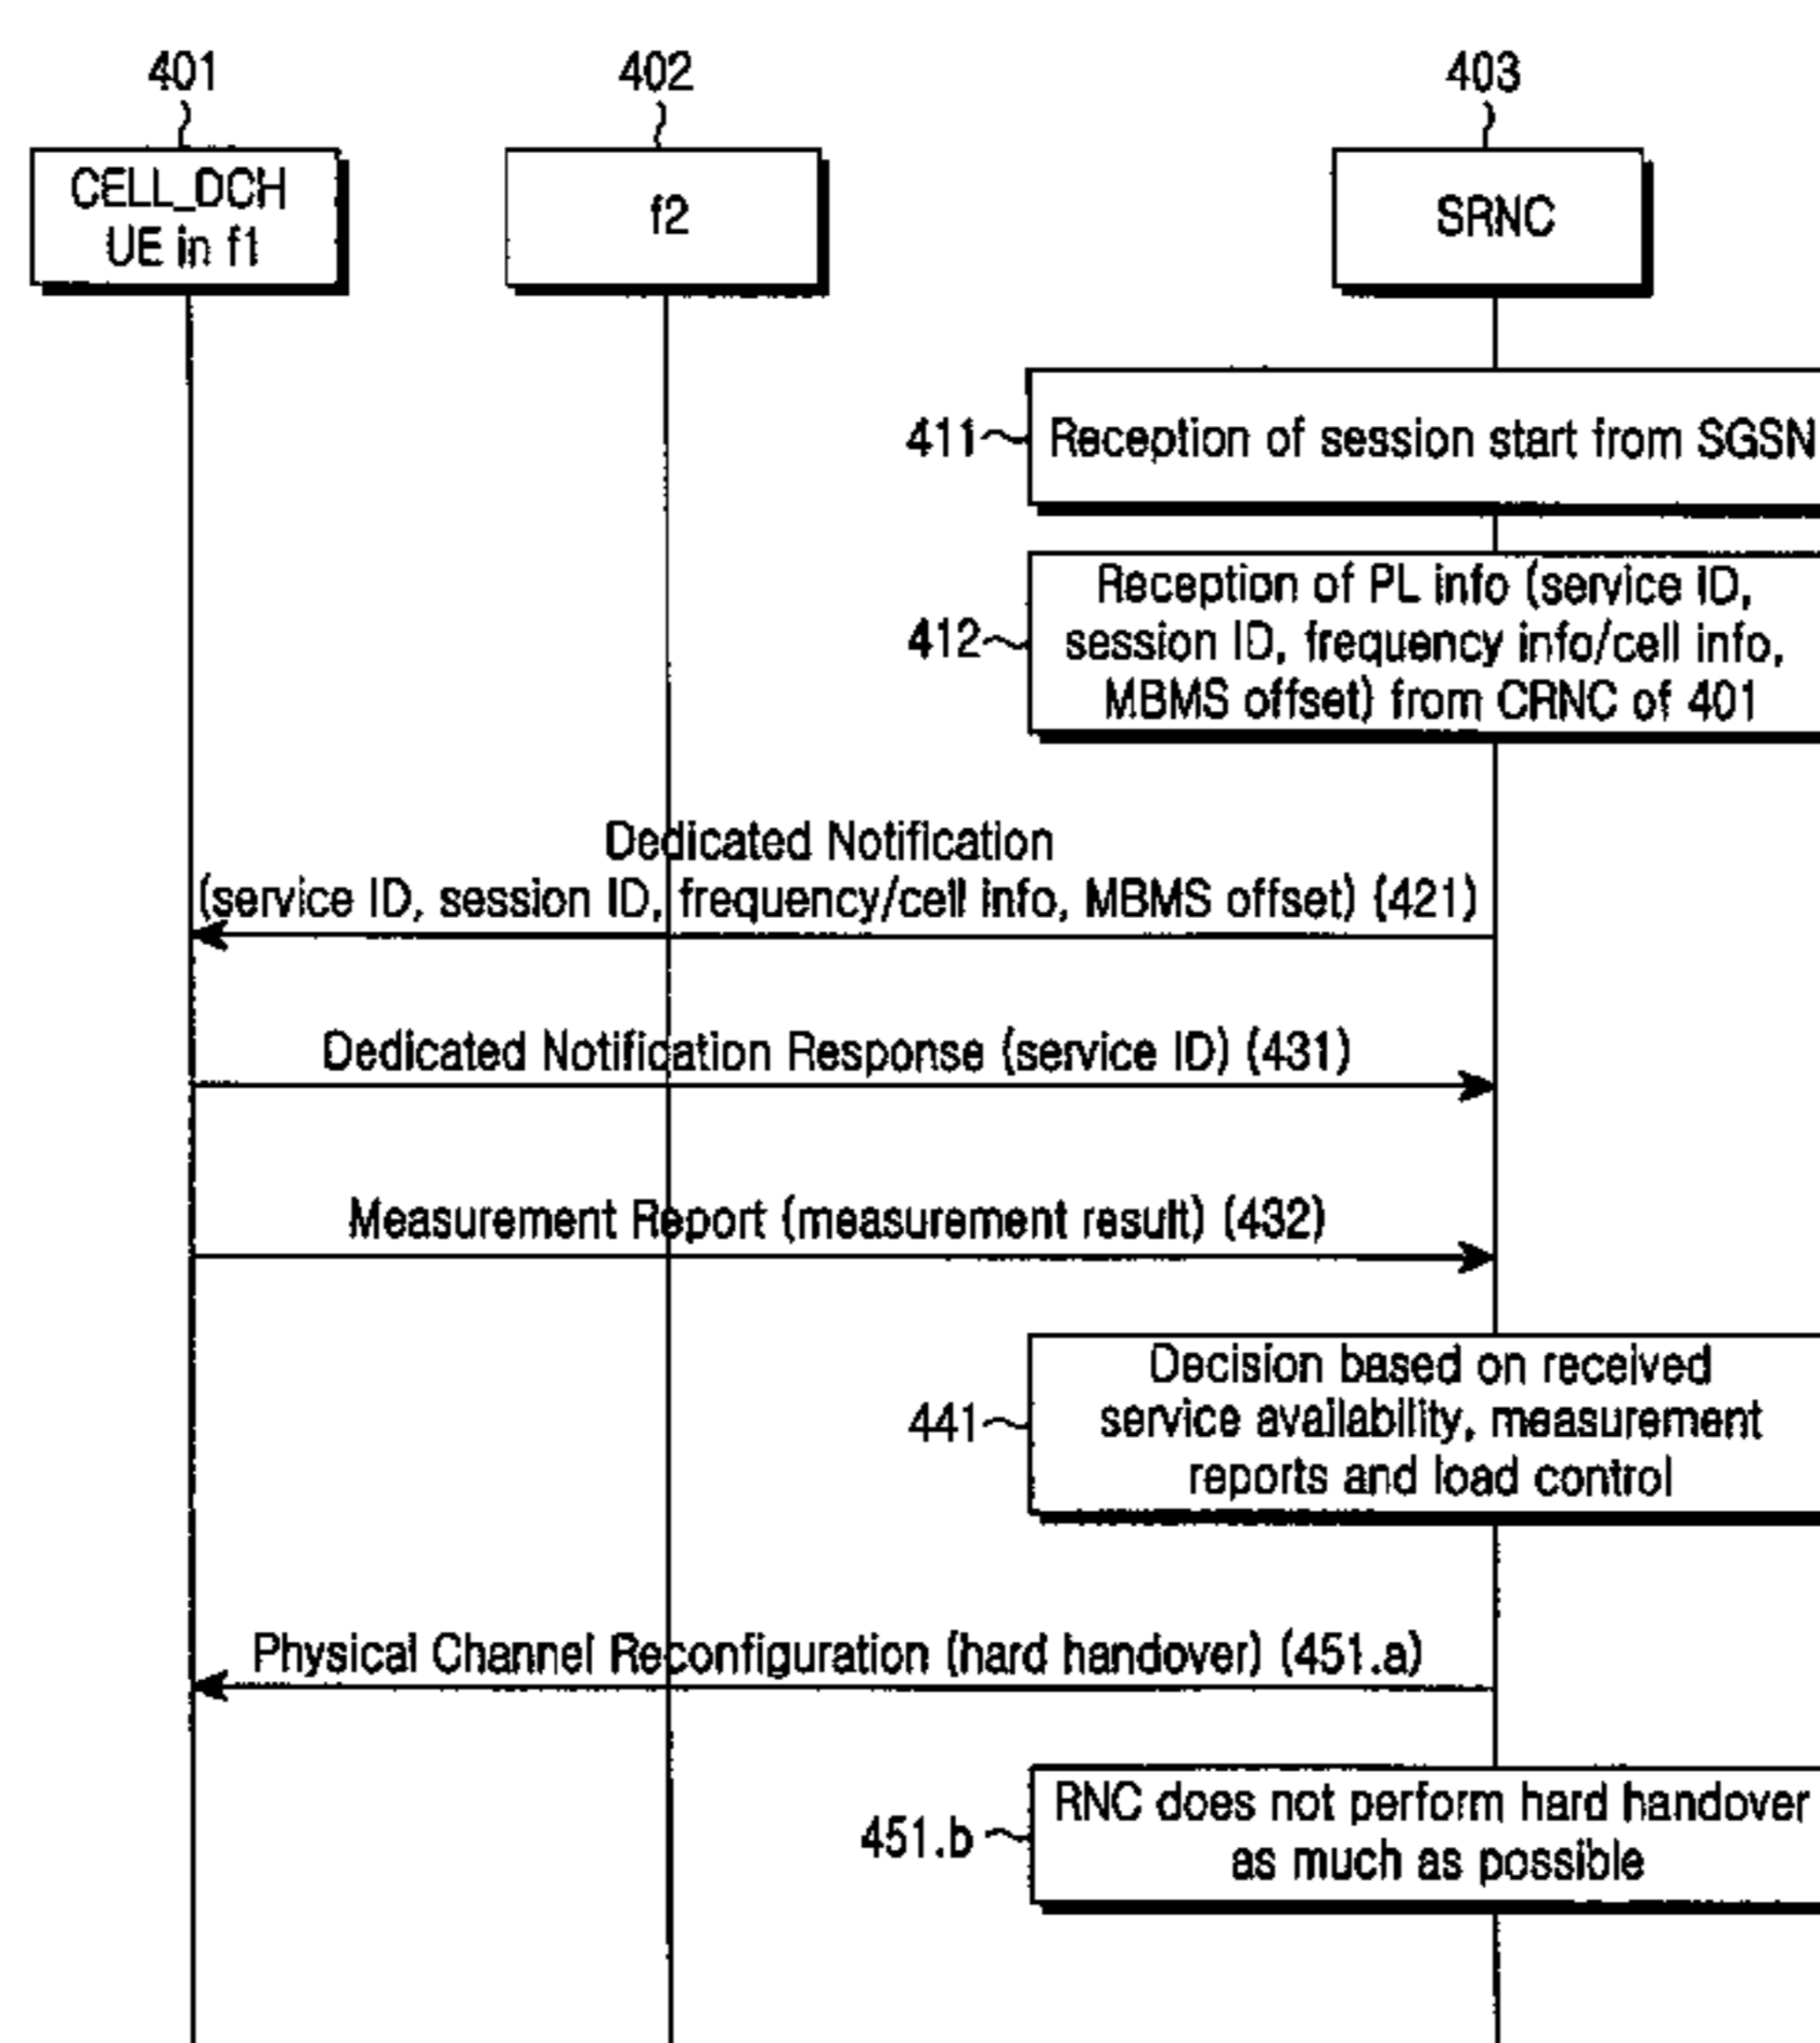 401
402
403
CELL_DCH
UE in f1
f2
SRNC
411
Reception of session start from SGSN
412
Reception of PL info (service ID,
session ID, frequency info/cell info,
MBMS offset) from CRNC of 401
Dedicated Notification
(service ID, session ID, frequency/cell info, MBMS offset) (421)
Dedicated Notification Response (service ID) (431)
Measurement Report (measurement result) (432)
441
Decision based on received
service availability, measurement
reports and load control
Physical Channel Reconfiguration (hard handover) (451.a)
451.b
RNC does not perform hard handover
as much as possible